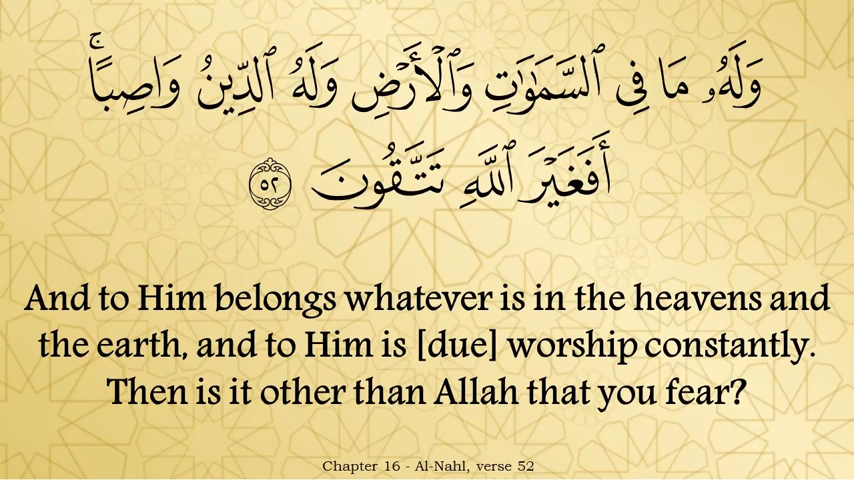 وَلَهُۥ مَا فِى ٱلسَّمَـٰوَٰتِ وَٱلْأَرْضِ وَلَهُ ٱلدِّينُ وَاصِبًا ۚ
أَفَغَيْرَ ٱللَّهِ تَتَّقُونَ ٥٢
And to Him belongs whatever is in the heavens and
the earth, and to Him is [due] worship constantly.
Then is it other than Allah that you fear?
Chapter 16 - Al-Nahl, verse 52